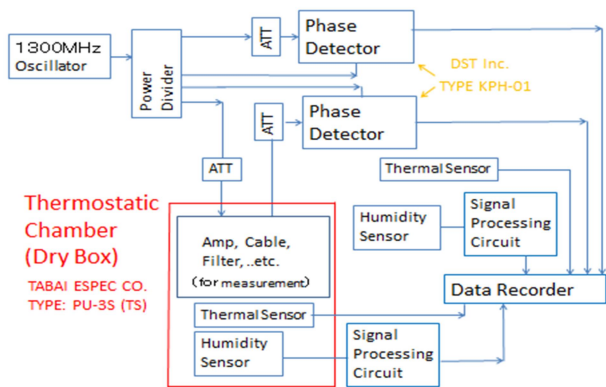 1300MHz
Oscillator
Power
Divider
ATT
Phase
Detector
DST Inc.
TYPE KPH-01
ATT
Phase
Detector
ATT
Thermal Sensor
Thermostatic
Chamber
(Dry Box)
TABAI ESPEC CO.
TYPE: PU-3S (TS)
Amp, Cable,
Filter, ..etc.
(for measurement)
Humidity
Sensor
Signal
Processing
Circuit
Data Recorder
Thermal Sensor
Humidity
Sensor
Signal
Processing
Circuit